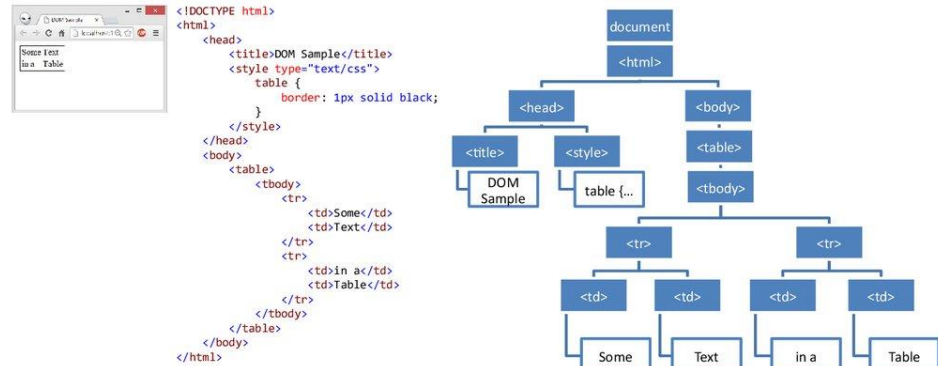 DOM Sample
localhost:1
Some Text
in a Table
<!DOCTYPE html>
<html>
<head>
<title>DOM Sample</title>
<style type="text/css">
table {
border: 1px solid black;
}
</style>
</head>
<body>
<table>
<tbody>
<tr>
<td>Some</td>
<td>Text</td>
</tr>
<tr>
<td>in a</td>
<td>Table</td>
</tr>
</tbody>
</table>
</body>
</html>
document
<html>
<head>
<body>
<title>
<style>
<table>
DOM
Sample
table {...
<tbody>
<tr>
<tr>
<td>
<td>
<td>
<td>
Some
Text
in a
Table